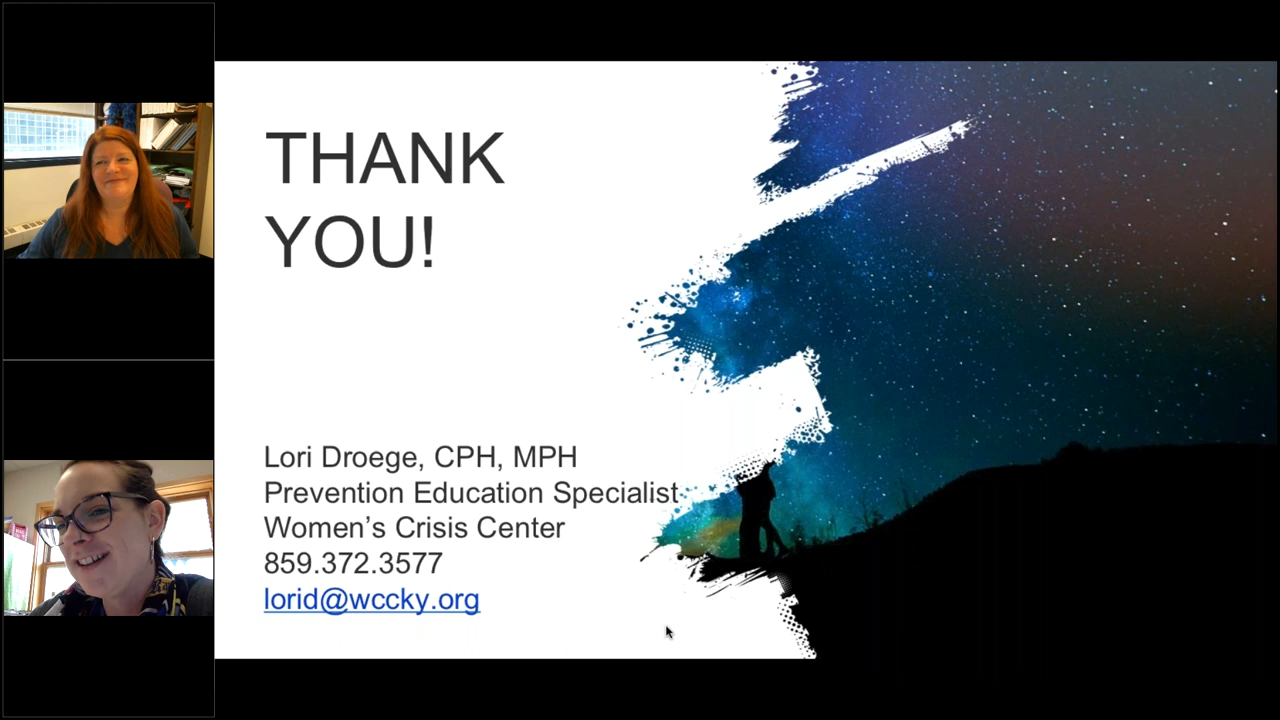 THANK
YOU!
Lori Droege, CPH, MPH
Prevention Education Specialist
Women's Crisis Center
859.372.3577
lorid@wccky.org